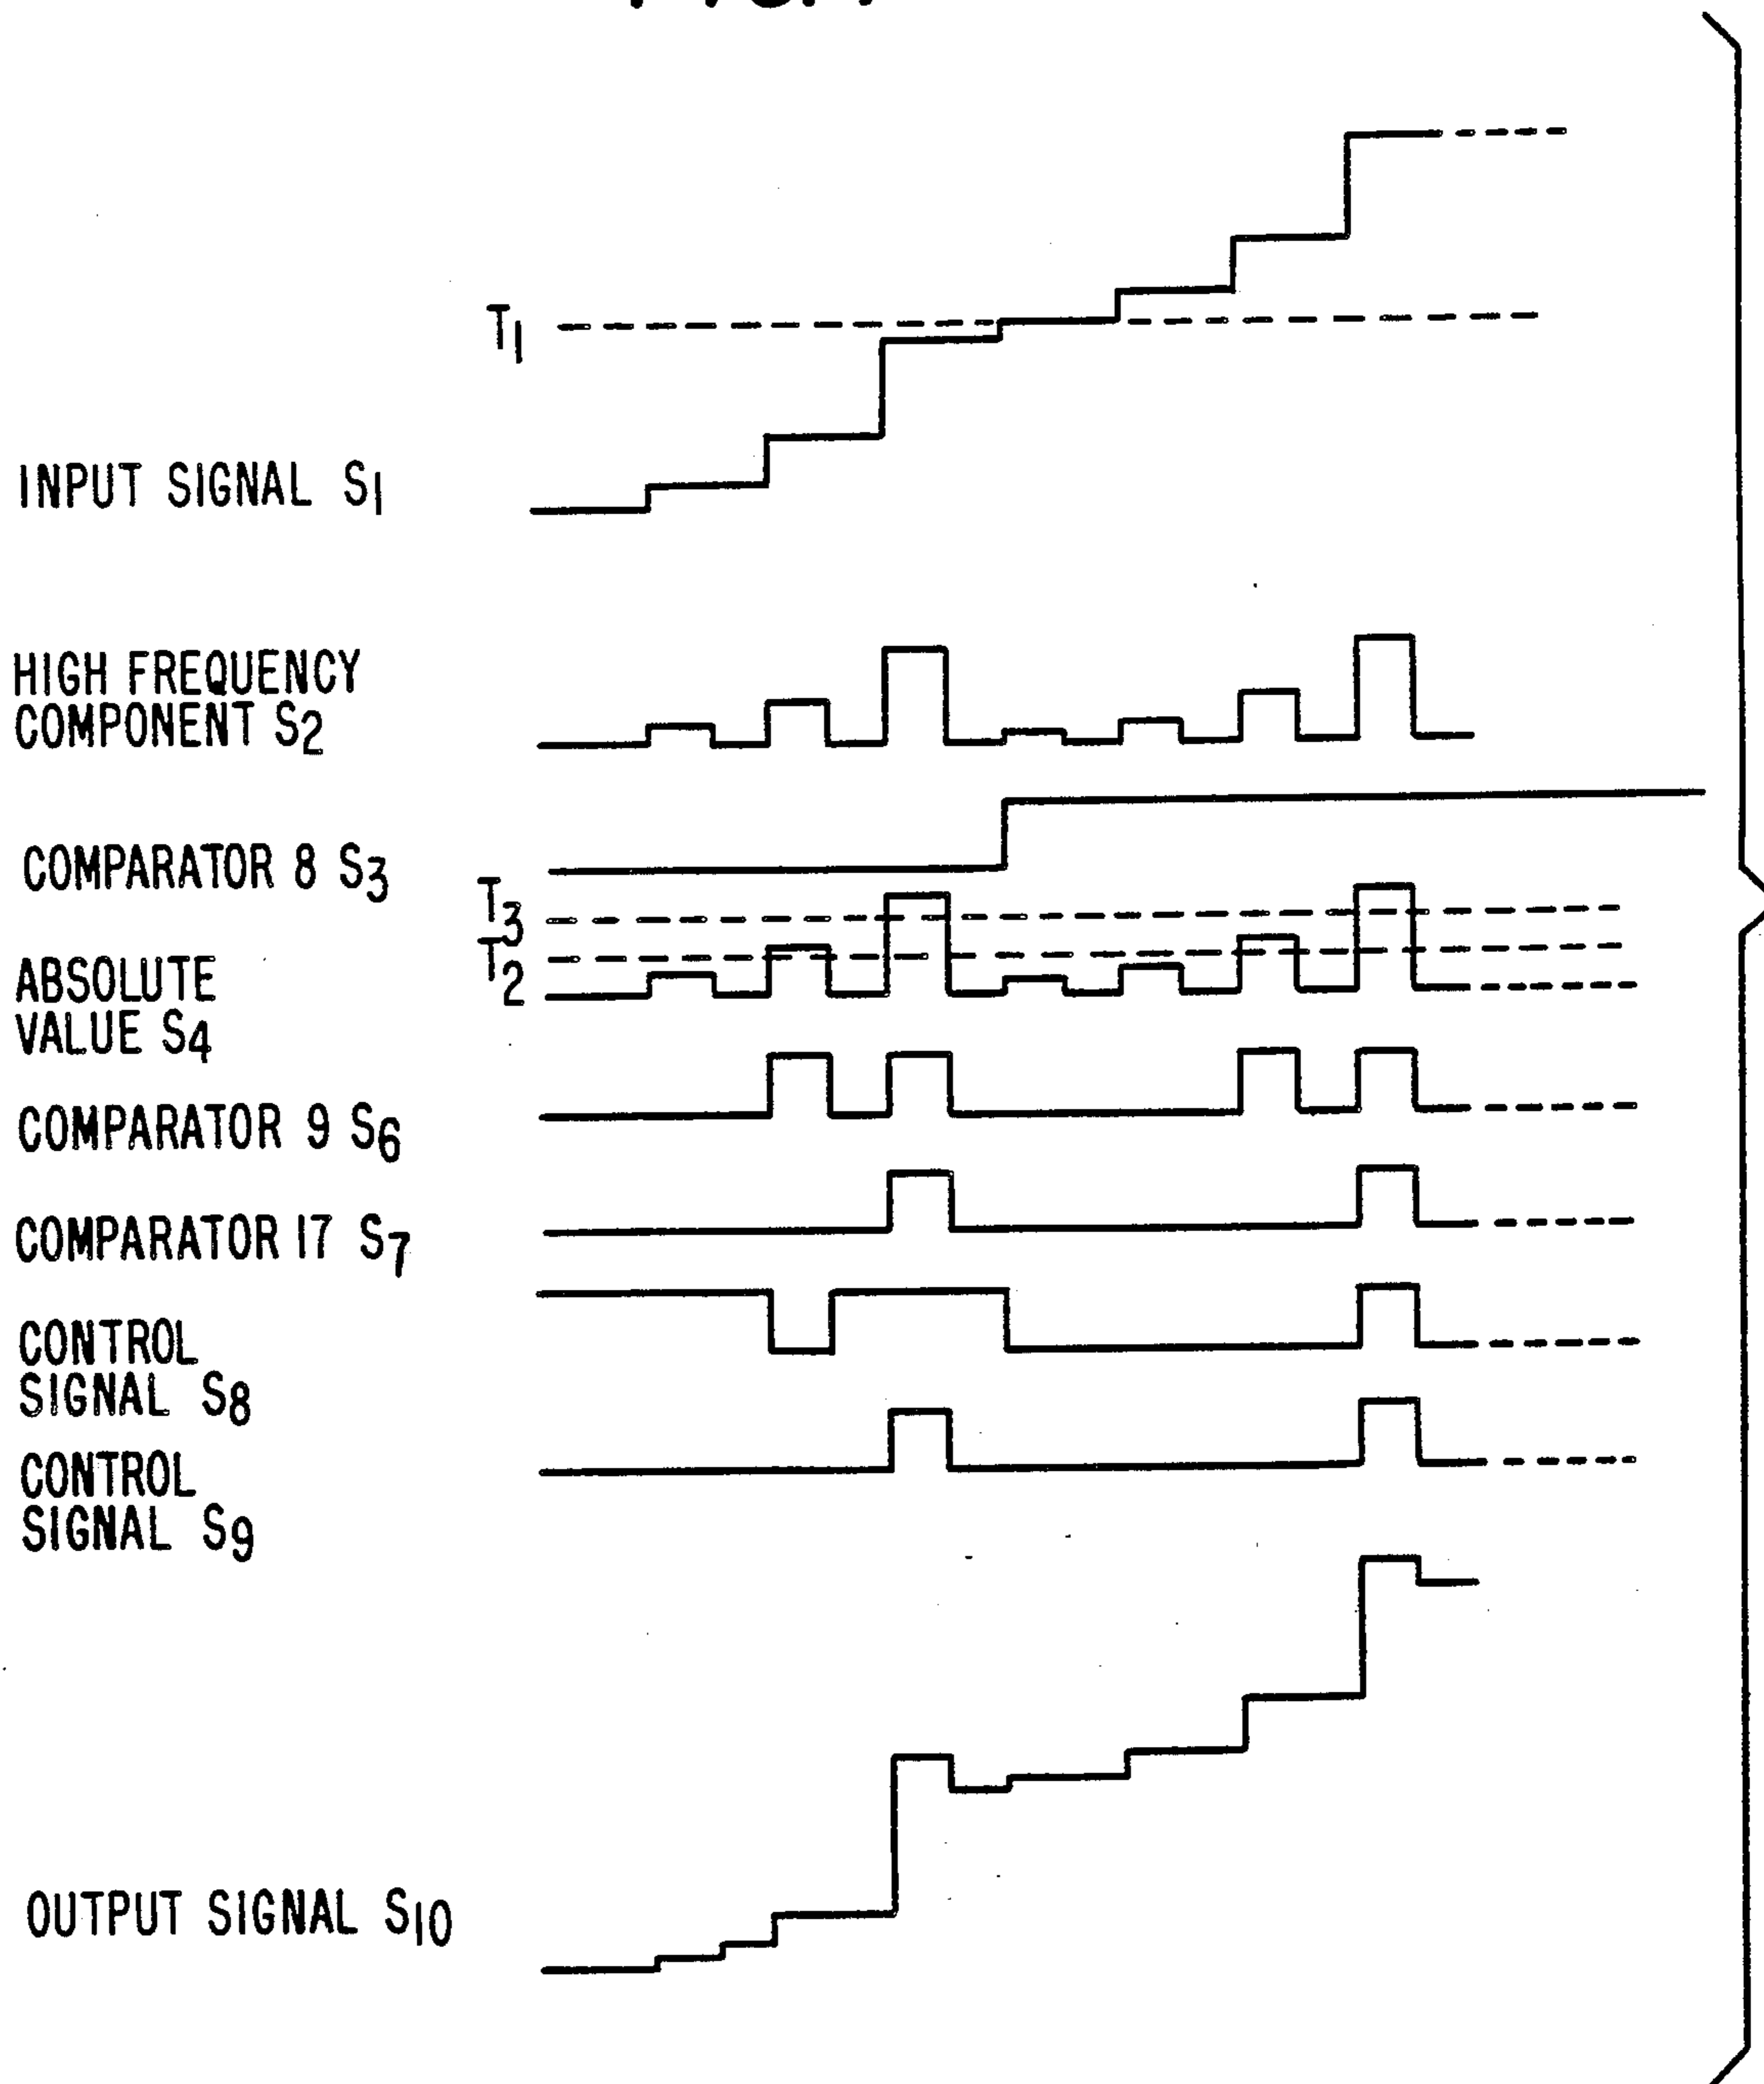 T1
INPUT SIGNAL S1
HIGH FREQUENCY
COMPONENT S2
COMPARATOR 8 S3
T3
T2
ABSOLUTE
VALUE S4
COMPARATOR 9 S6
COMPARATOR 17 S7
CONTROL
SIGNAL S8
CONTROL
SIGNAL S9
OUTPUT SIGNAL S10